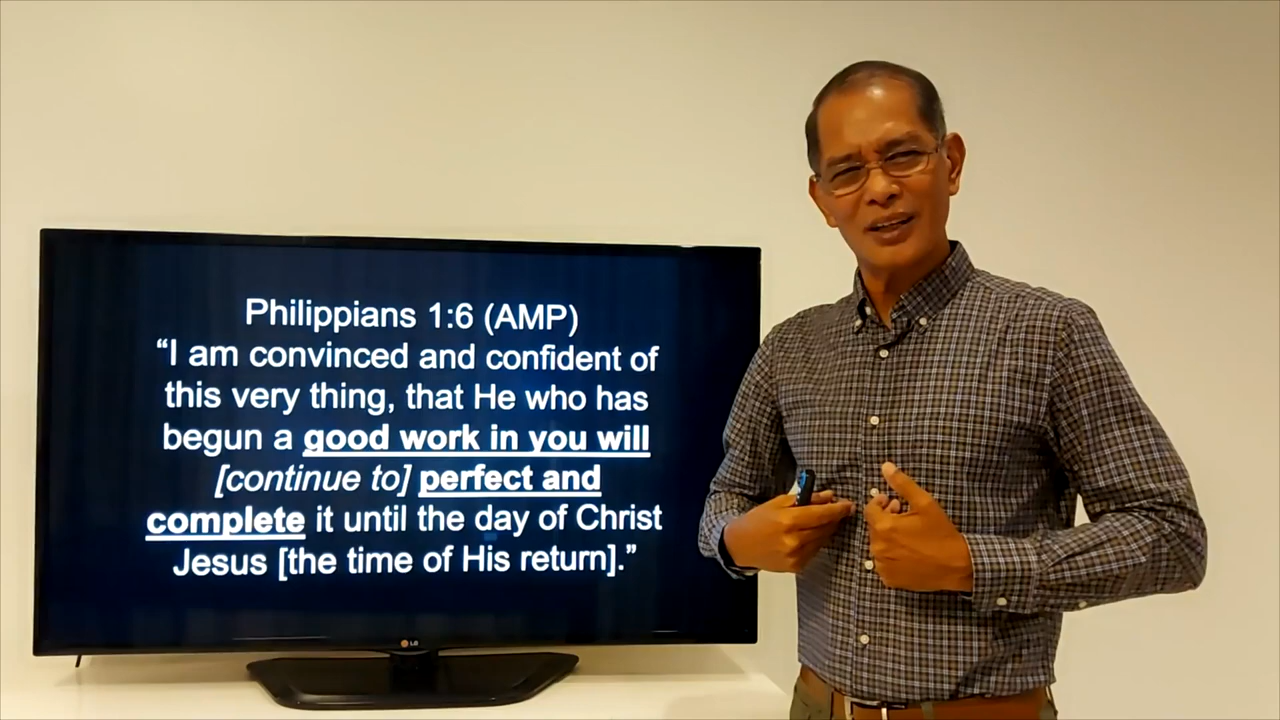 Philippians 1:6 (AMP)
“I am convinced and confident of
this very thing, that He who has
begun a good work in you will
[continue to] perfect and
complete it until the day of Christ
Jesus [the time of His return].”
LG